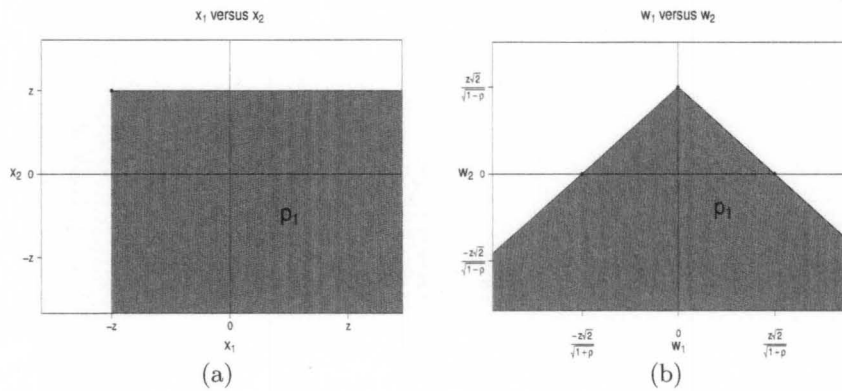 x₁ versus x₂
z
x₂ 0
p₁
-z
-z 0 z
x₁
(a)
w₁ versus w₂
z√2
√1-ρ
w₂ 0
p₁
-z√2
√1-ρ
-z√2 0 z√2
√1+ρ w₁ √1+ρ
(b)